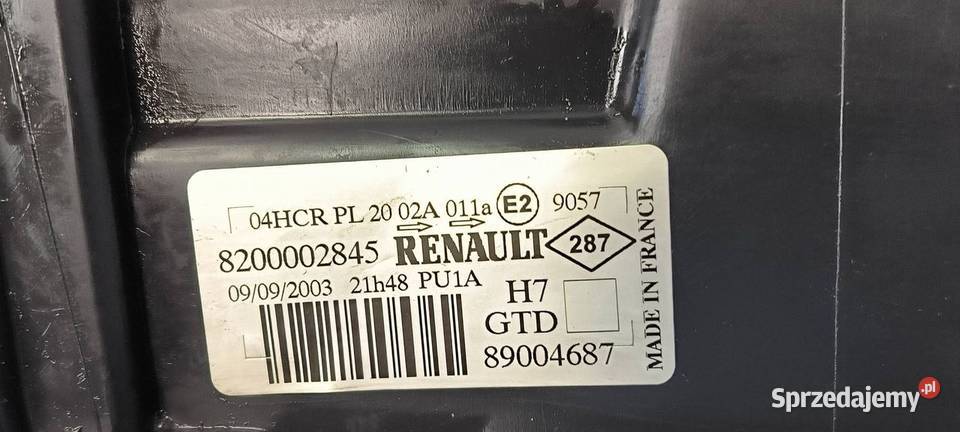 04HCR PL 20 02A 011a E2 9057
8200002845 RENAULT 287
09/09/2003 21h48 PU1A H7
GTD
89004687
MADE IN FRANCE
Sprzedajemy.pl